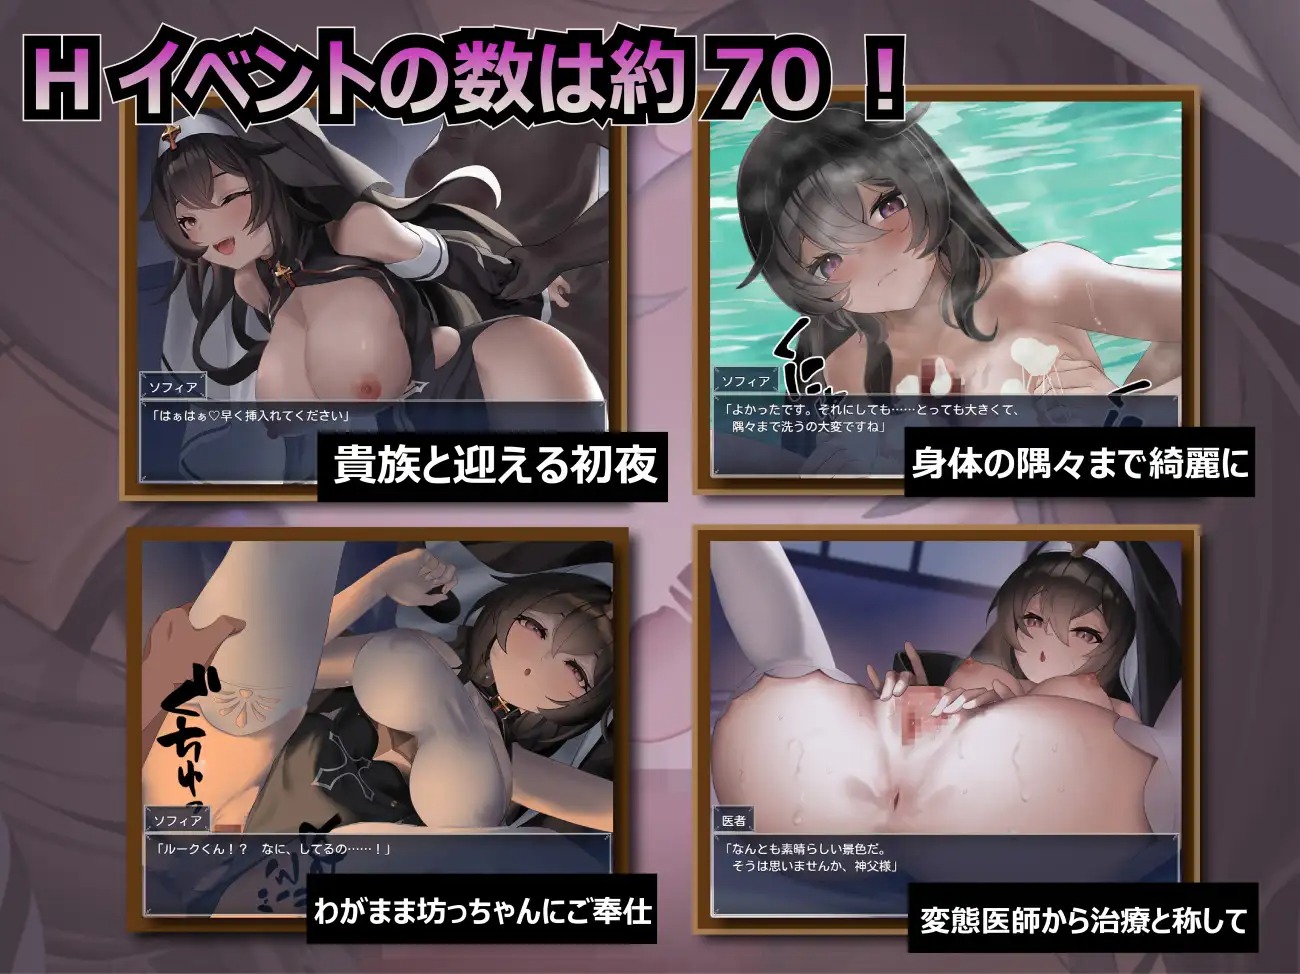 Hイベントの数は約70！
ソフィア
「はぁはぁ♡早く挿入れてください」
貴族と迎える初夜
ソフィア
「よかったです。それにしても……とっても大きくて、
隅々まで洗うの大変ですね」
身体の隅々まで綺麗に
ぐちゅっ
ソフィア
「ルークくん！？　なに、してるの……！」
わがまま坊っちゃんにご奉仕
医者
「なんとも素晴らしい景色だ。
そうは思いませんか、神父様」
変態医師から治療と称して